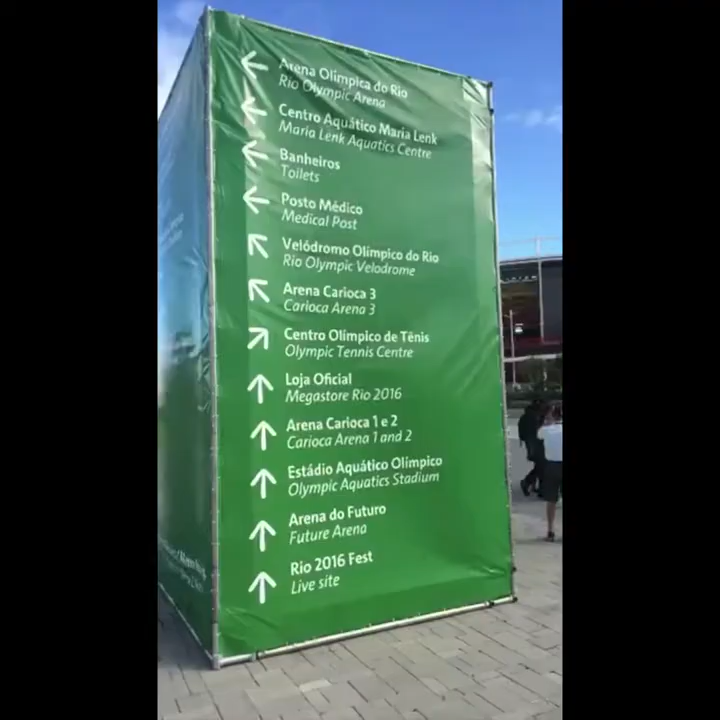 Arena Olímpica do Rio
Rio Olympic Arena
Centro Aquático Maria Lenk
Maria Lenk Aquatics Centre
Banheiros
Toilets
Posto Médico
Medical Post
Velódromo Olímpico do Rio
Rio Olympic Velodrome
Arena Carioca 3
Carioca Arena 3
Centro Olímpico de Tênis
Olympic Tennis Centre
Loja Oficial
Megastore Rio 2016
Arena Carioca 1 e 2
Carioca Arena 1 and 2
Estádio Aquático Olímpico
Olympic Aquatics Stadium
Arena do Futuro
Future Arena
Rio 2016 Fest
Live site